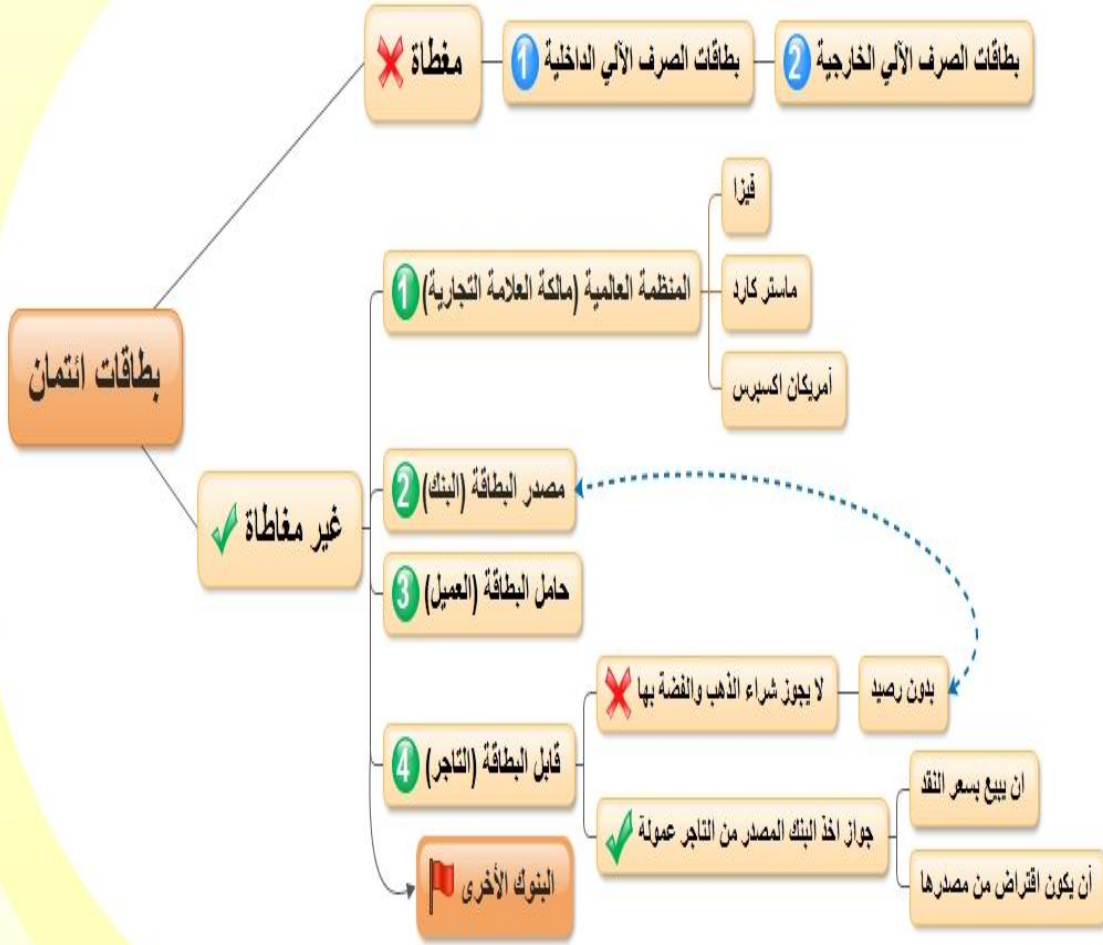 بطاقات ائتمان
مغطاة
1 بطاقات الصرف الآلي الداخلية
2 بطاقات الصرف الآلي الخارجية
غير مغاطاة
1 المنظمة العالمية (مالكة العلامة التجارية)
فيزا
ماستر كارد
أمريكان اكسبرس
2 مصدر البطاقة (البنك)
3 حامل البطاقة (العميل)
4 قابل البطاقة (التاجر)
لا يجوز شراء الذهب والفضة بها
بدون رصيد
جواز اخذ البنك المصدر من التاجر عمولة
ان يبيع بسعر النقد
أن يكون اقتراض من مصدرها
البنوك الأخرى